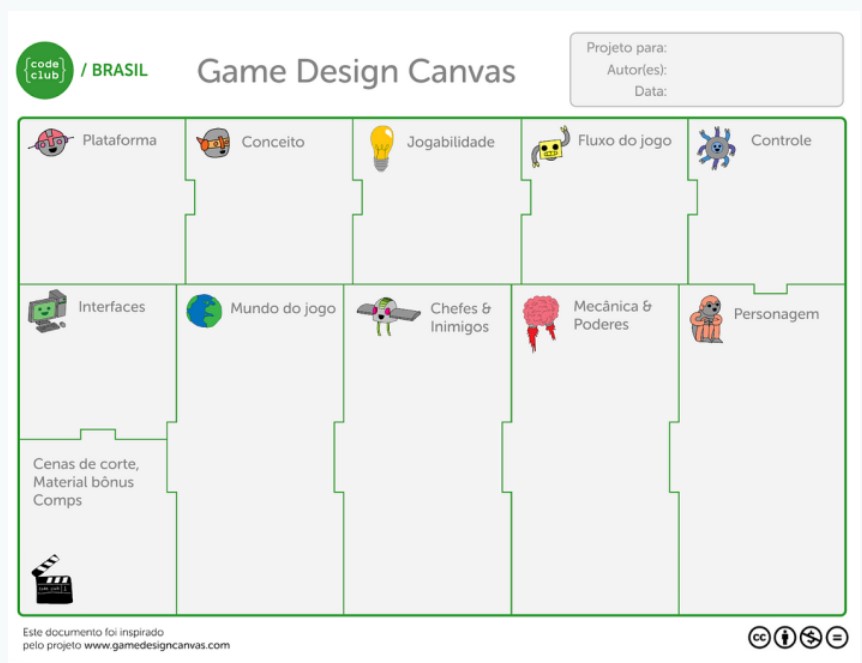 {code
club}
/ BRASIL
Game Design Canvas
Projeto para:
Autor(es):
Data:
Plataforma
Conceito
Jogabilidade
Fluxo do jogo
Controle
Interfaces
Mundo do jogo
Chefes &
Inimigos
Mecânica &
Poderes
Personagem
Cenas de corte,
Material bônus
Comps
Este documento foi inspirado
pelo projeto www.gamedesigncanvas.com
cc